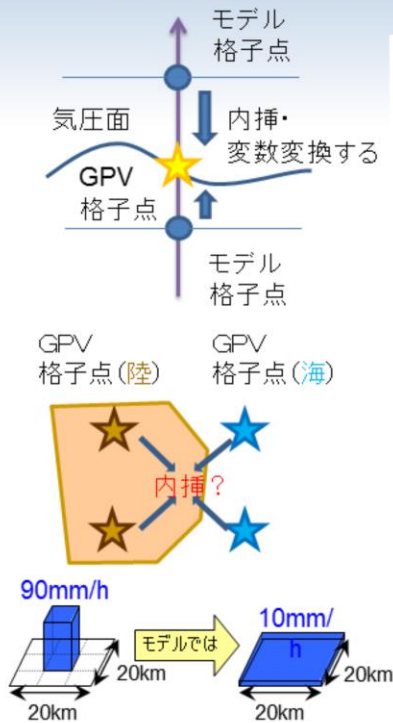 モデル
格子点
気圧面
内挿・
変数変換する
GPV
格子点
モデル
格子点
GPV
格子点(陸)
GPV
格子点(海)
内挿?
90mm/h
モデルでは
10mm/
h
20km
20km
20km
20km